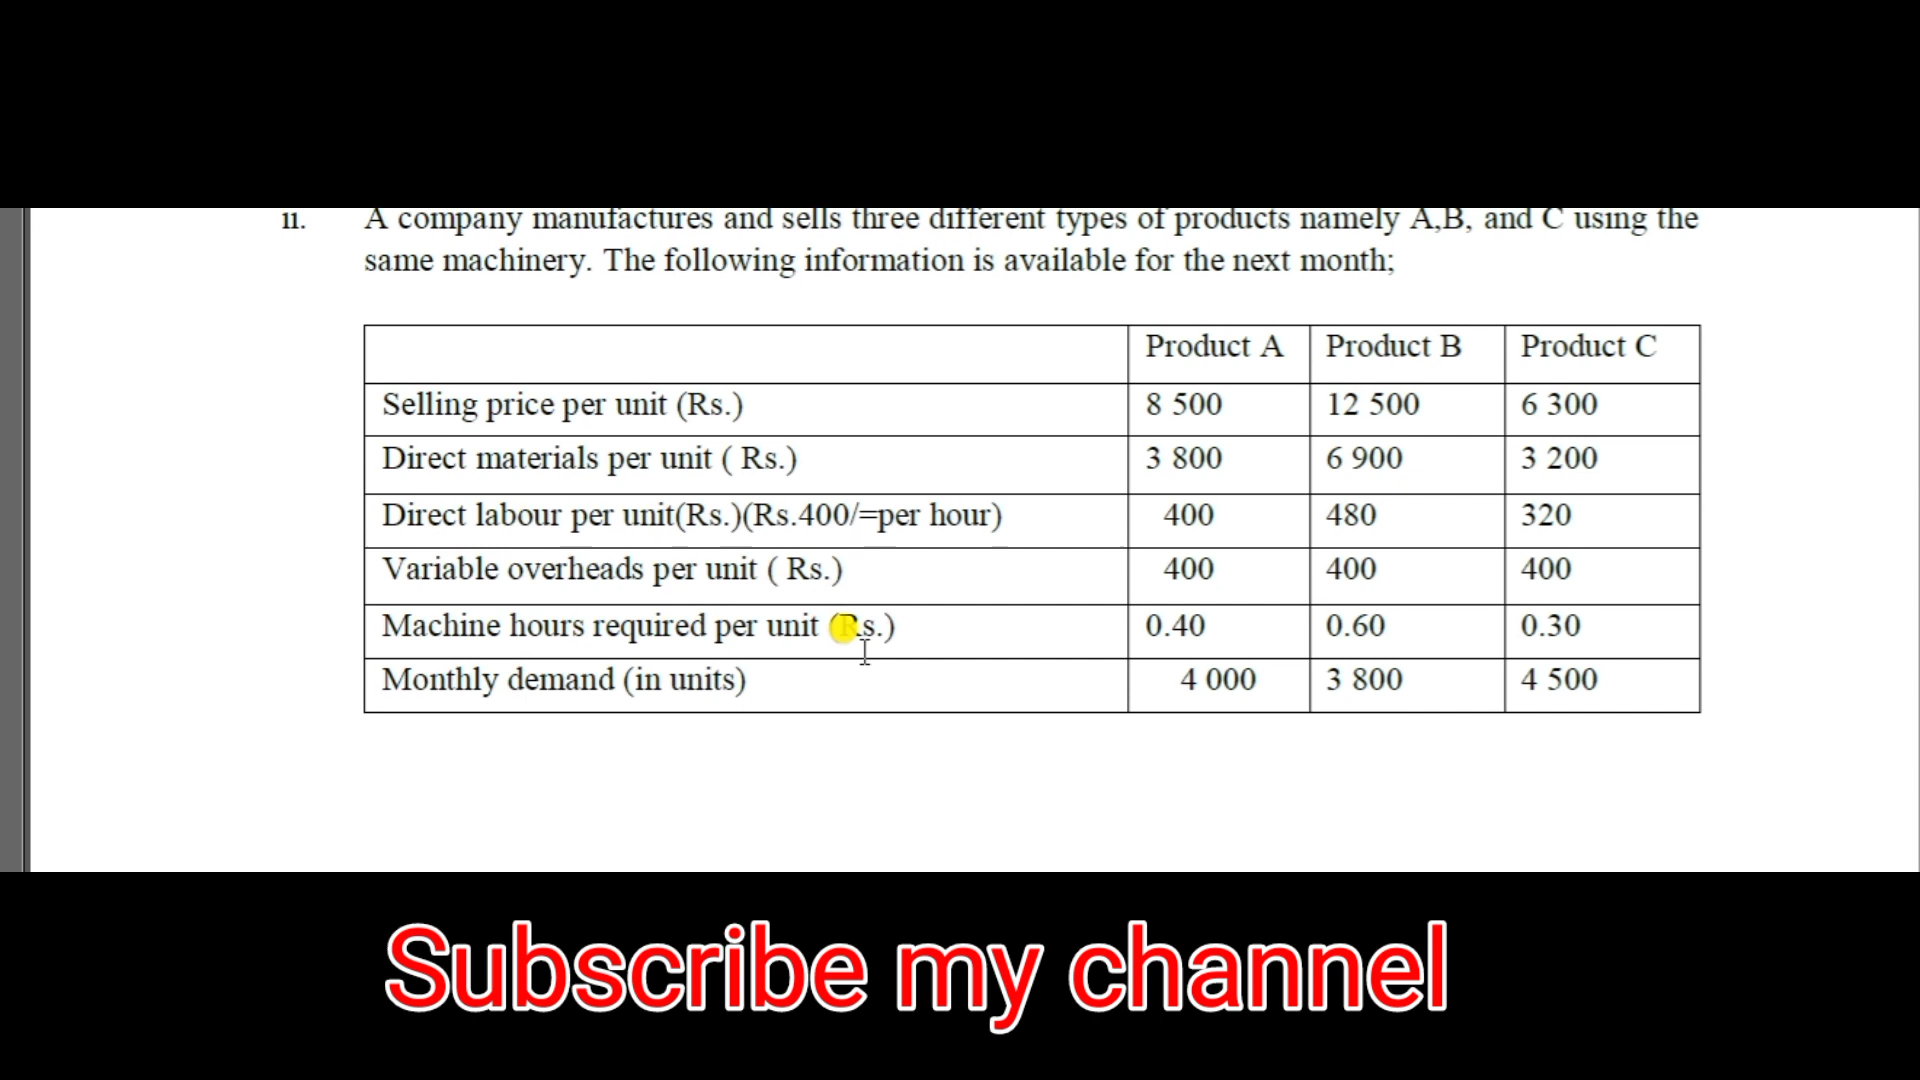 ii. A company manufactures and sells three different types of products namely A,B, and C using the
same machinery. The following information is available for the next month;
Product A Product B Product C
Selling price per unit (Rs.) 8 500 12 500 6 300
Direct materials per unit ( Rs.) 3 800 6 900 3 200
Direct labour per unit(Rs.)(Rs.400/=per hour) 400 480 320
Variable overheads per unit ( Rs.) 400 400 400
Machine hours required per unit (Rs.) 0.40 0.60 0.30
Monthly demand (in units) 4 000 3 800 4 500
Subscribe my channel